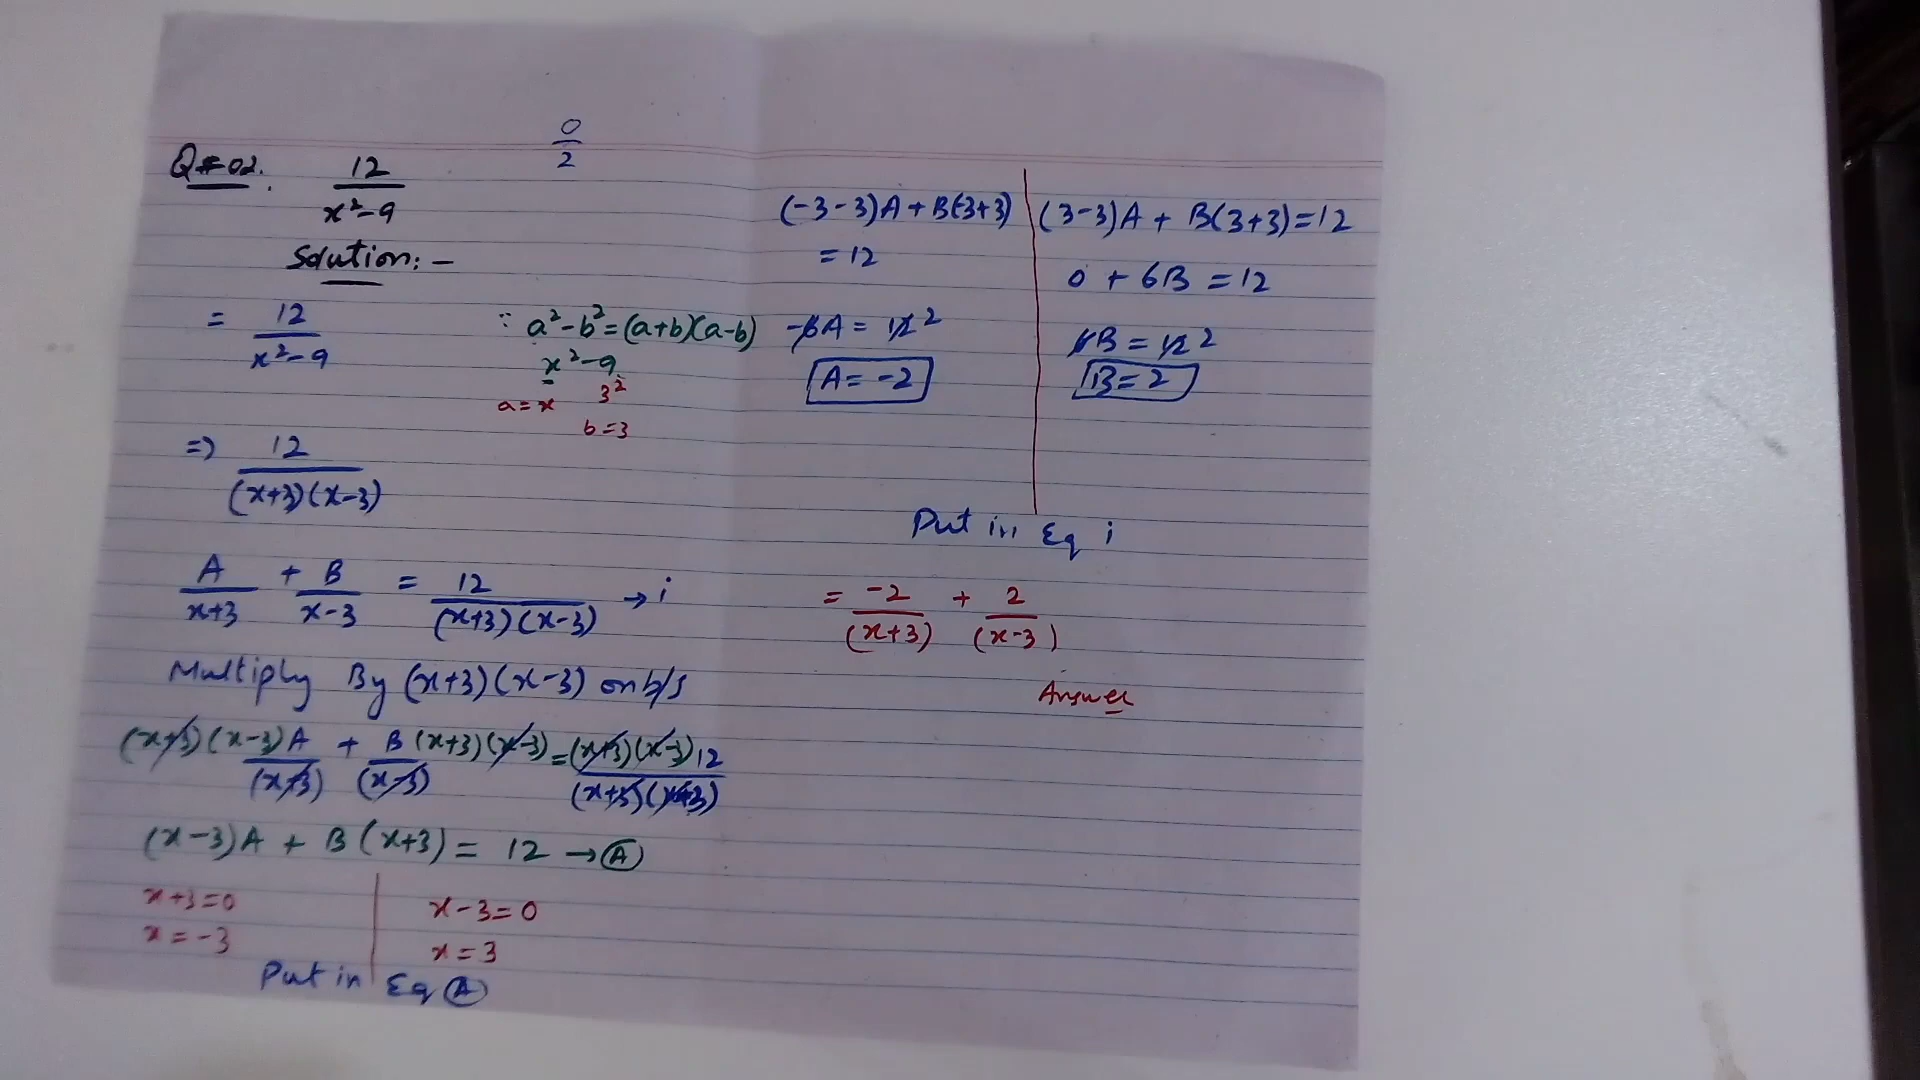 0/2
Q#02. 12/(x²-9)
Solution:-
= 12/(x²-9) ∵ a²-b²=(a+b)(a-b)
x²-9
a=x 3²
b=3
=> 12/((x+3)(x-3))
A/(x+3) + B/(x-3) = 12/((x+3)(x-3)) → i
Multiply By (x+3)(x-3) on b/s
(x+3)(x-3)A/(x+3) + B(x+3)(x-3)/(x-3) = (x+3)(x-3)12/((x+3)(x-3))
(x-3)A + B(x+3) = 12 → Ⓐ
x+3=0
x=-3
x-3=0
x=3
Put in Eq Ⓐ
(-3-3)A+B(-3+3)
=12
-6A = 12 2
A=-2
(3-3)A + B(3+3)=12
0 + 6B = 12
6B = 12 2
B=2
Put in Eq i
= -2/(x+3) + 2/(x-3)
Answer